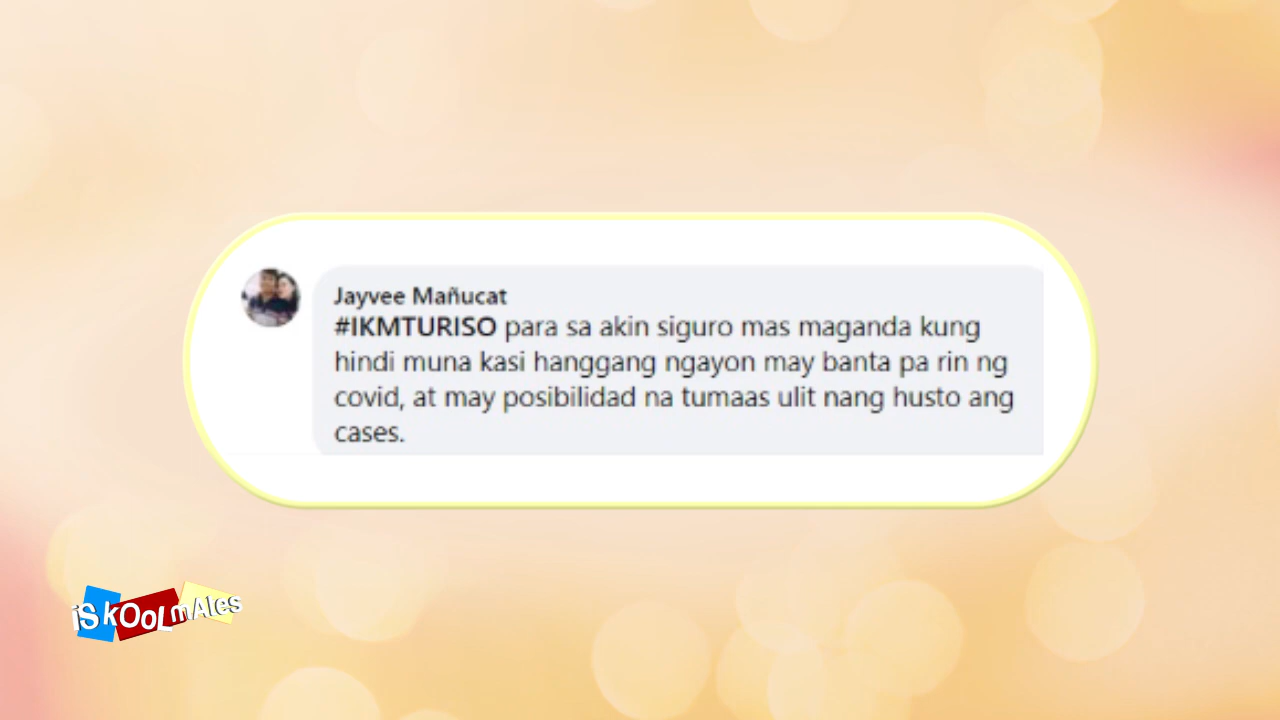 Jayvee Mañucat
#IKMTURISO para sa akin siguro mas maganda kung
hindi muna kasi hanggang ngayon may banta pa rin ng
covid, at may posibilidad na tumaas ulit nang husto ang
cases.
iSkOoLmAles